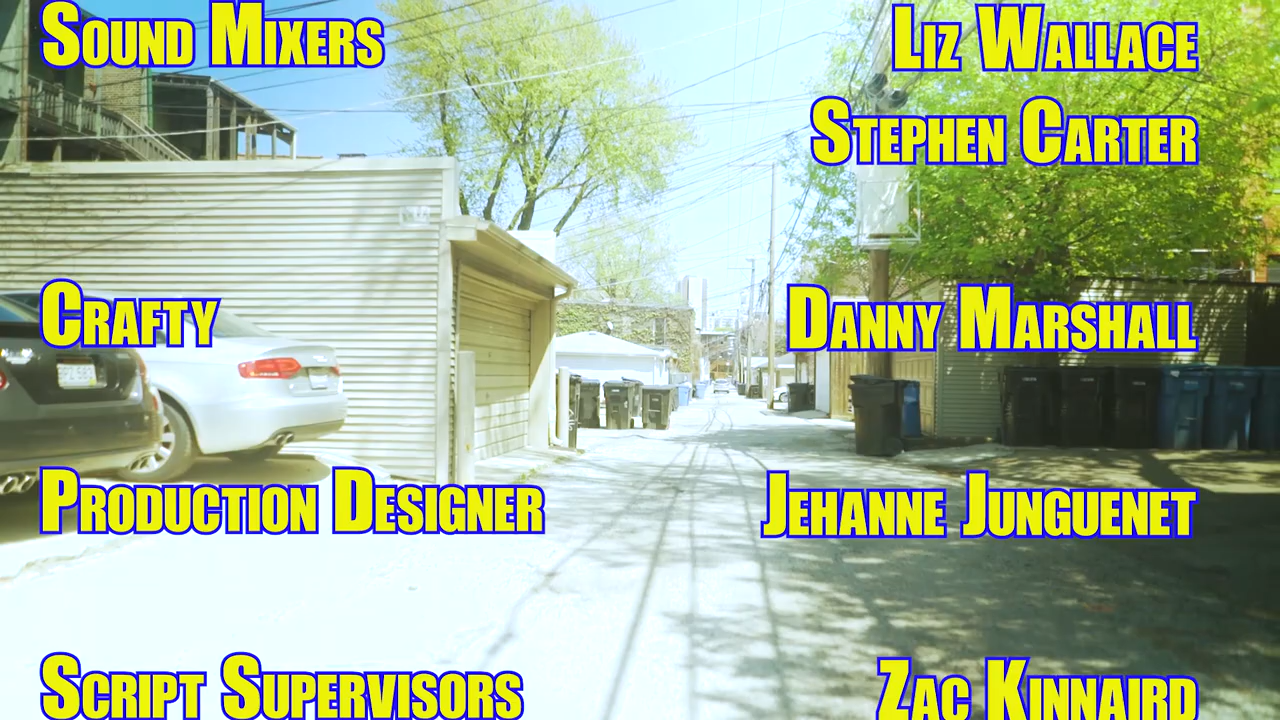 Sound Mixers Liz Wallace
Stephen Carter
Crafty Danny Marshall
Production Designer Jehanne Junguenet
Script Supervisors Zac Kinnaird